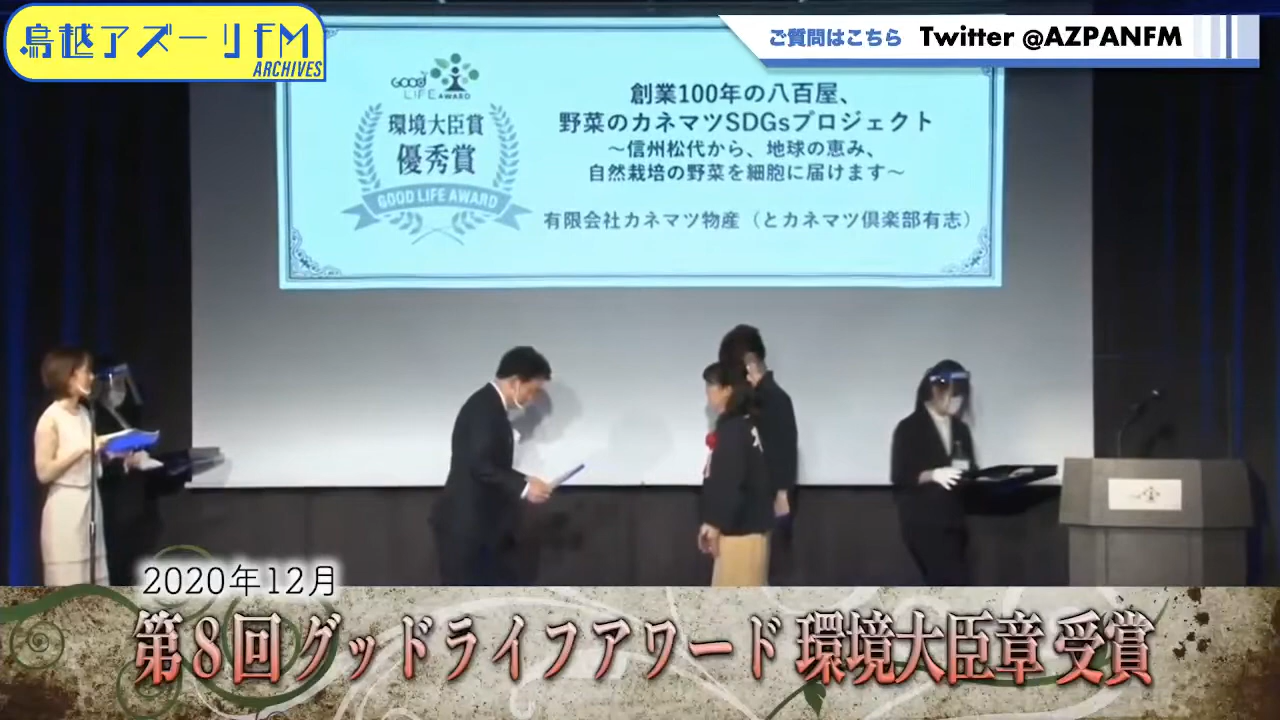 鳥越アズーリFM
ARCHIVES
ご質問はこちら Twitter @AZPANFM
GOOD
LIFE AWARD
環境大臣賞
優秀賞
GOOD LIFE AWARD
創業100年の八百屋、
野菜のカネマツSDGsプロジェクト
～信州松代から、地球の恵み、
自然栽培の野菜を細胞に届けます～
有限会社カネマツ物産（とカネマツ倶楽部有志）
2020年12月
第8回 グッドライフアワード 環境大臣章 受賞